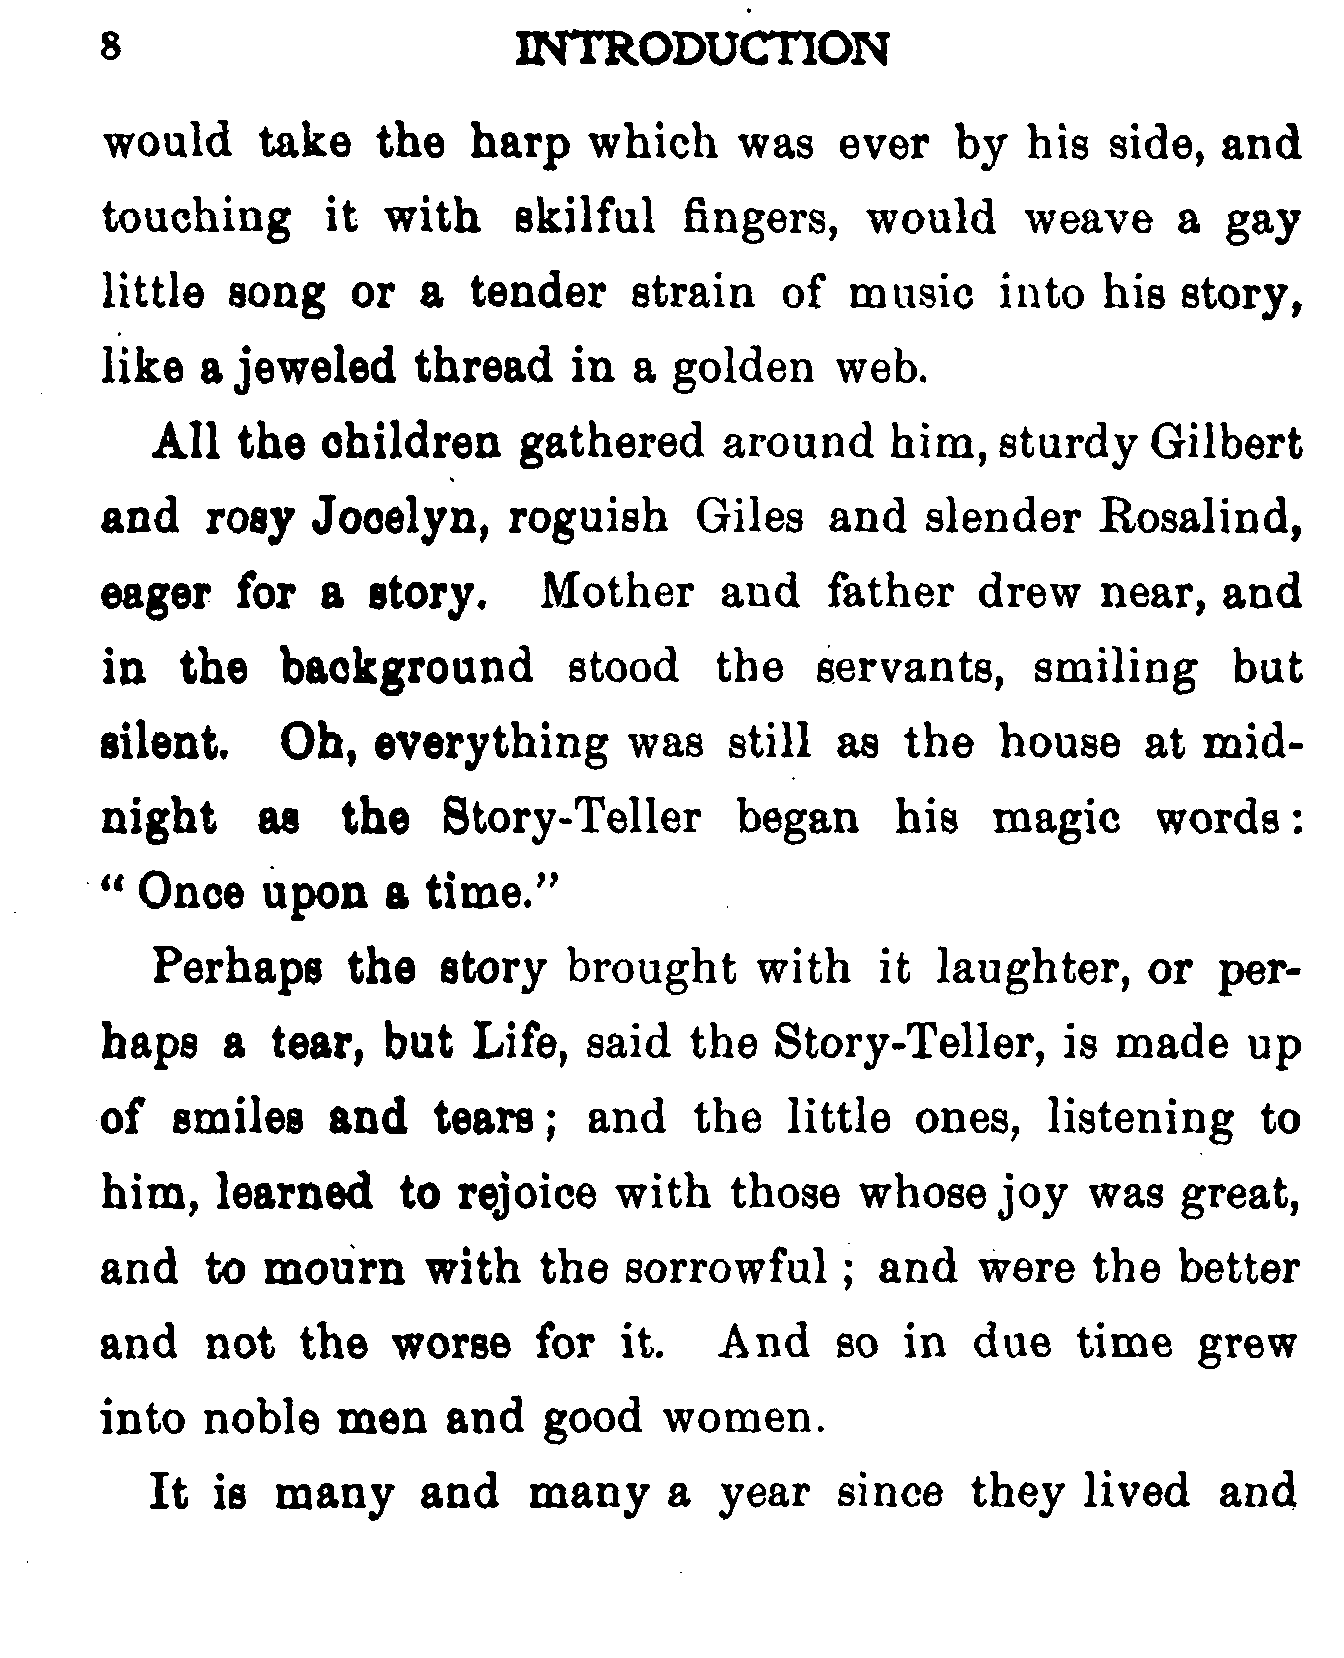 8 INTRODUCTION
would take the harp which was ever by his side, and
touching it with skilful fingers, would weave a gay
little song or a tender strain of music into his story,
like a jeweled thread in a golden web.
All the children gathered around him, sturdy Gilbert
and rosy Jocelyn, roguish Giles and slender Rosalind,
eager for a story. Mother and father drew near, and
in the background stood the servants, smiling but
silent. Oh, everything was still as the house at mid-
night as the Story-Teller began his magic words:
“ Once upon a time.”
Perhaps the story brought with it laughter, or per-
haps a tear, but Life, said the Story-Teller, is made up
of smiles and tears; and the little ones, listening to
him, learned to rejoice with those whose joy was great,
and to mourn with the sorrowful; and were the better
and not the worse for it. And so in due time grew
into noble men and good women.
It is many and many a year since they lived and